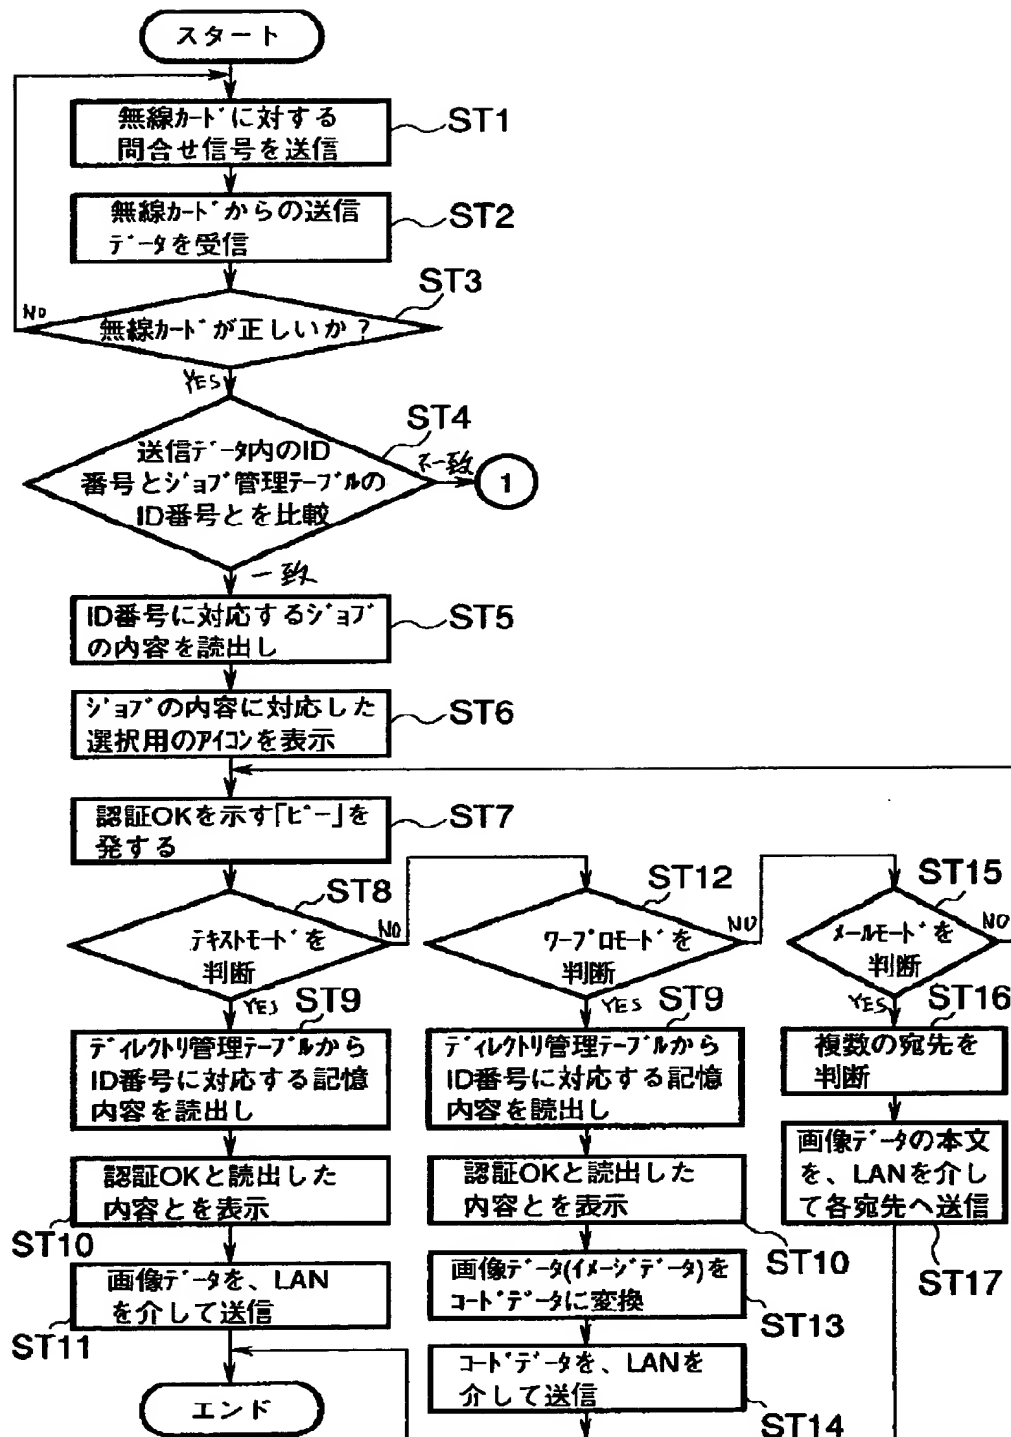 スタート
無線カードに対する
問合せ信号を送信
ST1
無線カードからの送信
データを受信
ST2
ST3
NO
無線カードが正しいか?
YES
ST4
送信データ内のID
番号とジョブ管理テーブルの
ID番号とを比較
不一致
1
一致
ID番号に対応するジョブ
の内容を読出し
ST5
ジョブの内容に対応した
選択用のアイコンを表示
ST6
認証OKを示す「ピー」を
発する
ST7
ST8
テキストモードを
判断
NO
YES
ST9
ディレクトリ管理テーブルから
ID番号に対応する記憶
内容を読出し
認証OKと読出した
内容とを表示
ST10
画像データを、LAN
を介して送信
ST11
エンド
ST12
ワープロモードを
判断
NO
YES
ST9
ディレクトリ管理テーブルから
ID番号に対応する記憶
内容を読出し
認証OKと読出した
内容とを表示
ST10
画像データ(イメージデータ)を
コードデータに変換
ST13
コードデータを、LANを
介して送信
ST14
ST15
メールモードを
判断
NO
YES
ST16
複数の宛先を
判断
画像データの本文
を、LANを介し
て各宛先へ送信
ST17